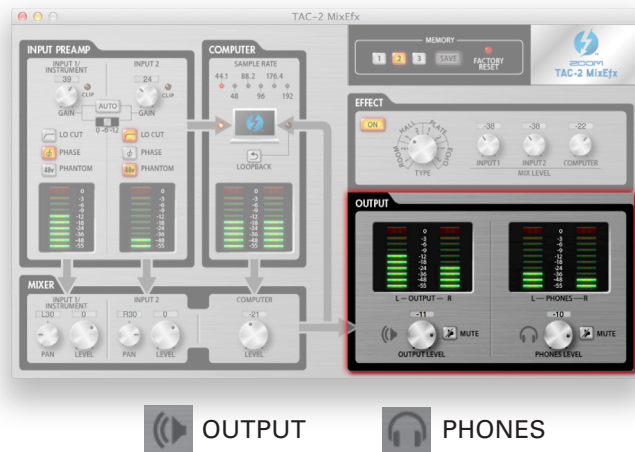 TAC-2 MixEfx
INPUT PREAMP
INPUT 1/
INSTRUMENT
INPUT 2
39
24
CLIP
CLIP
GAIN
AUTO
GAIN
0 -6 -12
LO CUT
LO CUT
PHASE
PHASE
48v PHANTOM
48v PHANTOM
0
-3
-6
-9
-12
-18
-24
-36
-48
-55
COMPUTER
SAMPLE RATE
44.1 88.2 176.4
48 96 192
LOOPBACK
0
-3
-6
-9
-12
-18
-24
-36
-48
-55
MEMORY
1 2 3 SAVE
FACTORY
RESET
ZOOM
TAC-2 MixEfx
EFFECT
ON
ROOM HALL PLATE ECHO
TYPE
-38 -38 -22
INPUT1 INPUT2 COMPUTER
MIX LEVEL
OUTPUT
0
-3
-6
-9
-12
-18
-24
-36
-48
-55
0
-3
-6
-9
-12
-18
-24
-36
-48
-55
L — OUTPUT — R
L — PHONES — R
-11
-10
MUTE
MUTE
OUTPUT LEVEL
PHONES LEVEL
MIXER
INPUT 1/
INSTRUMENT
INPUT 2
COMPUTER
L30 0
R30 0
-21
PAN LEVEL
PAN LEVEL
LEVEL
OUTPUT
PHONES